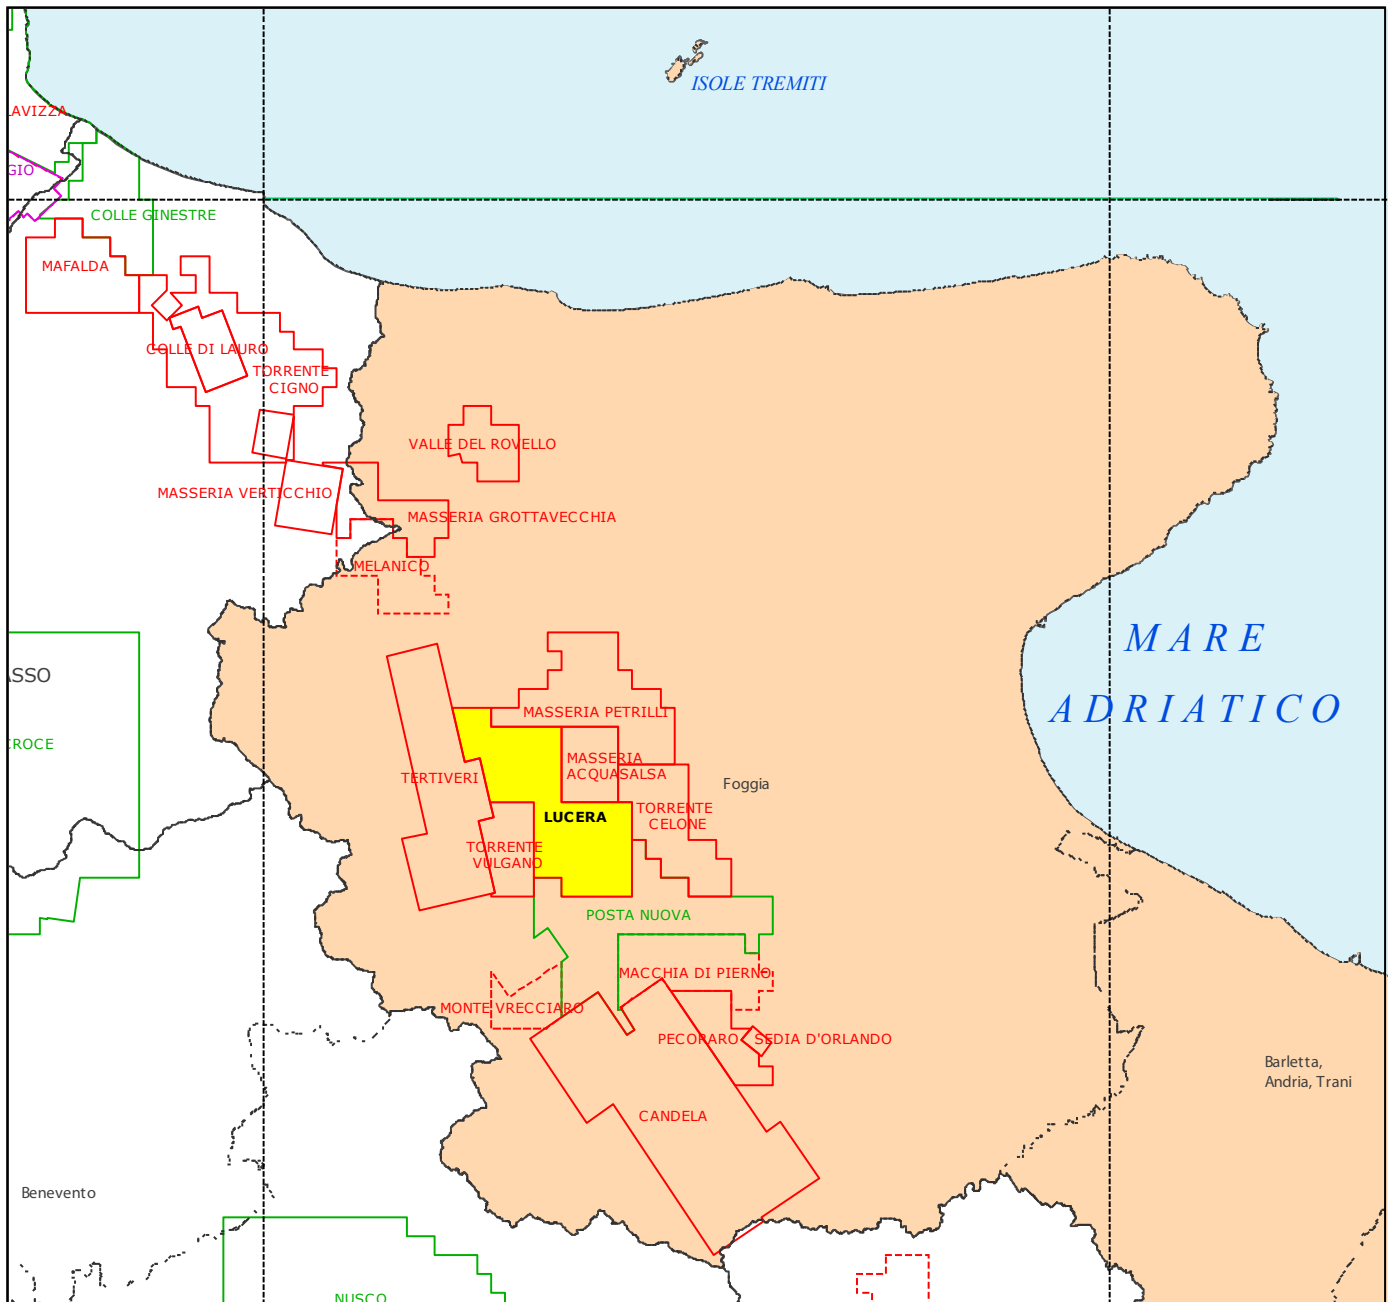 ISOLE TREMITI
LAVIZZA
GIO
COLLE GINESTRE
MAFALDA
COLLE DI LAURO
TORRENTE
CIGNO
VALLE DEL ROVELLO
MASSERIA VERTICCHIO
MASSERIA GROTTAVECCHIA
MELANICO
MARE
ADRIATICO
ASSO
CROCE
MASSERIA PETRILLI
MASSERIA
ACQUASALSA
TERTIVERI
Foggia
LUCERA
TORRENTE
CELONE
TORRENTE
VULGANO
POSTA NUOVA
MACCHIA DI PIERNO
MONTE VRECCIARO
PECORARO
SEDIA D'ORLANDO
Barletta,
Andria, Trani
CANDELA
Benevento
NUSCO